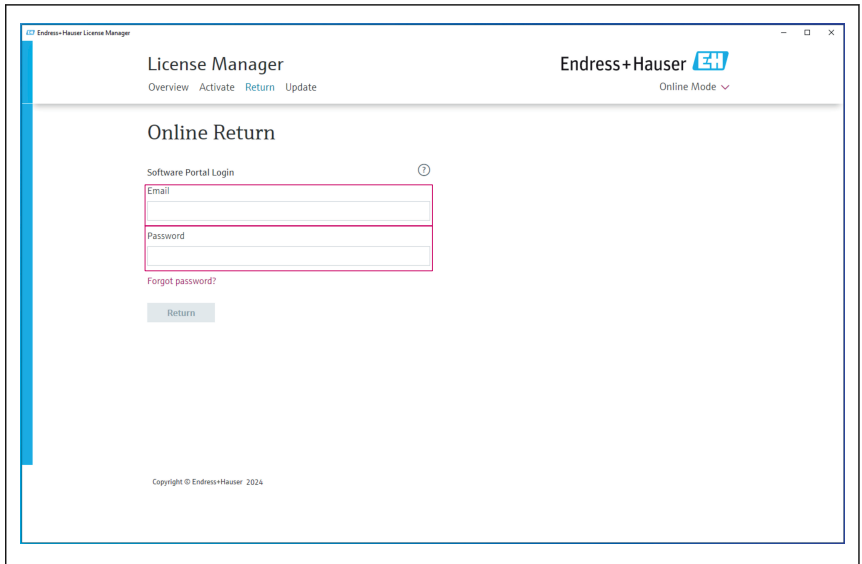 Endress+Hauser License Manager
License Manager
Endress+Hauser EH
Overview Activate Return Update
Online Mode
Online Return
Software Portal Login ?
Email
Password
Forgot password?
Return
Copyright © Endress+Hauser 2024